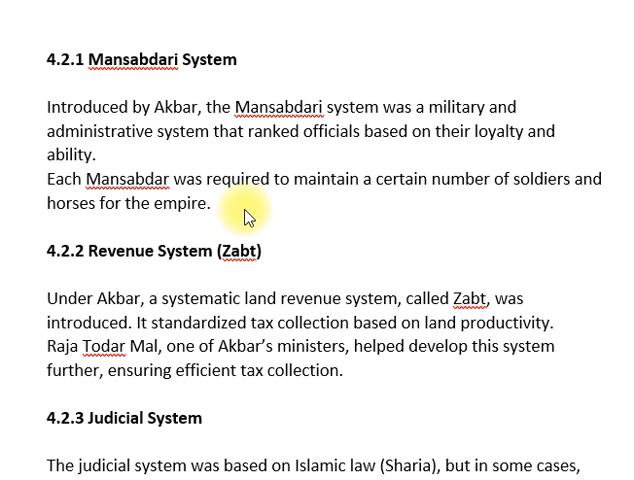 4.2.1 Mansabdari System
Introduced by Akbar, the Mansabdari system was a military and
administrative system that ranked officials based on their loyalty and
ability.
Each Mansabdar was required to maintain a certain number of soldiers and
horses for the empire.
4.2.2 Revenue System (Zabt)
Under Akbar, a systematic land revenue system, called Zabt, was
introduced. It standardized tax collection based on land productivity.
Raja Todar Mal, one of Akbar’s ministers, helped develop this system
further, ensuring efficient tax collection.
4.2.3 Judicial System
The judicial system was based on Islamic law (Sharia), but in some cases,